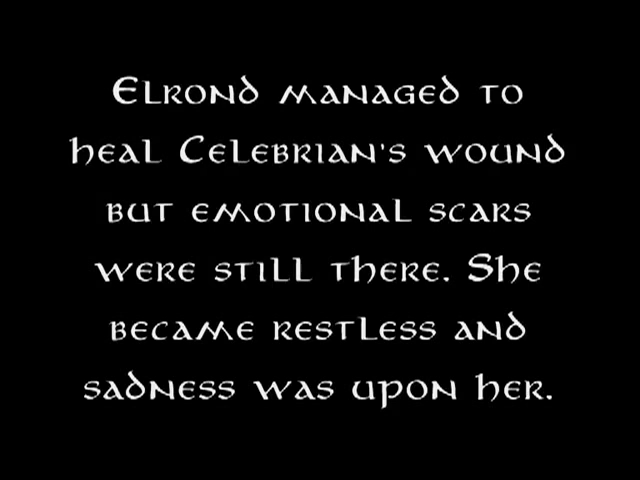 Elrond managed to
heal Celebrian's wound
but emotional scars
were still there. She
became restless and
sadness was upon her.